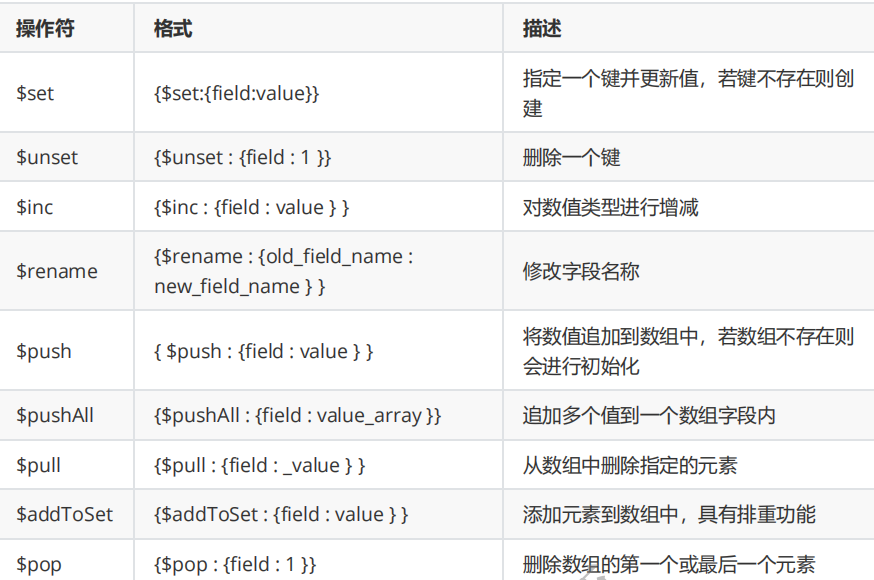 操作符 格式 描述
$set {$set:{field:value}} 指定一个键并更新值，若键不存在则创
建
$unset {$unset : {field : 1 }} 删除一个键
$inc {$inc : {field : value } } 对数值类型进行增减
$rename {$rename : {old_field_name :
new_field_name } } 修改字段名称
$push { $push : {field : value } } 将数值追加到数组中，若数组不存在则
会进行初始化
$pushAll {$pushAll : {field : value_array }} 追加多个值到一个数组字段内
$pull {$pull : {field : _value } } 从数组中删除指定的元素
$addToSet {$addToSet : {field : value } } 添加元素到数组中，具有排重功能
$pop {$pop : {field : 1 }} 删除数组的第一个或最后一个元素